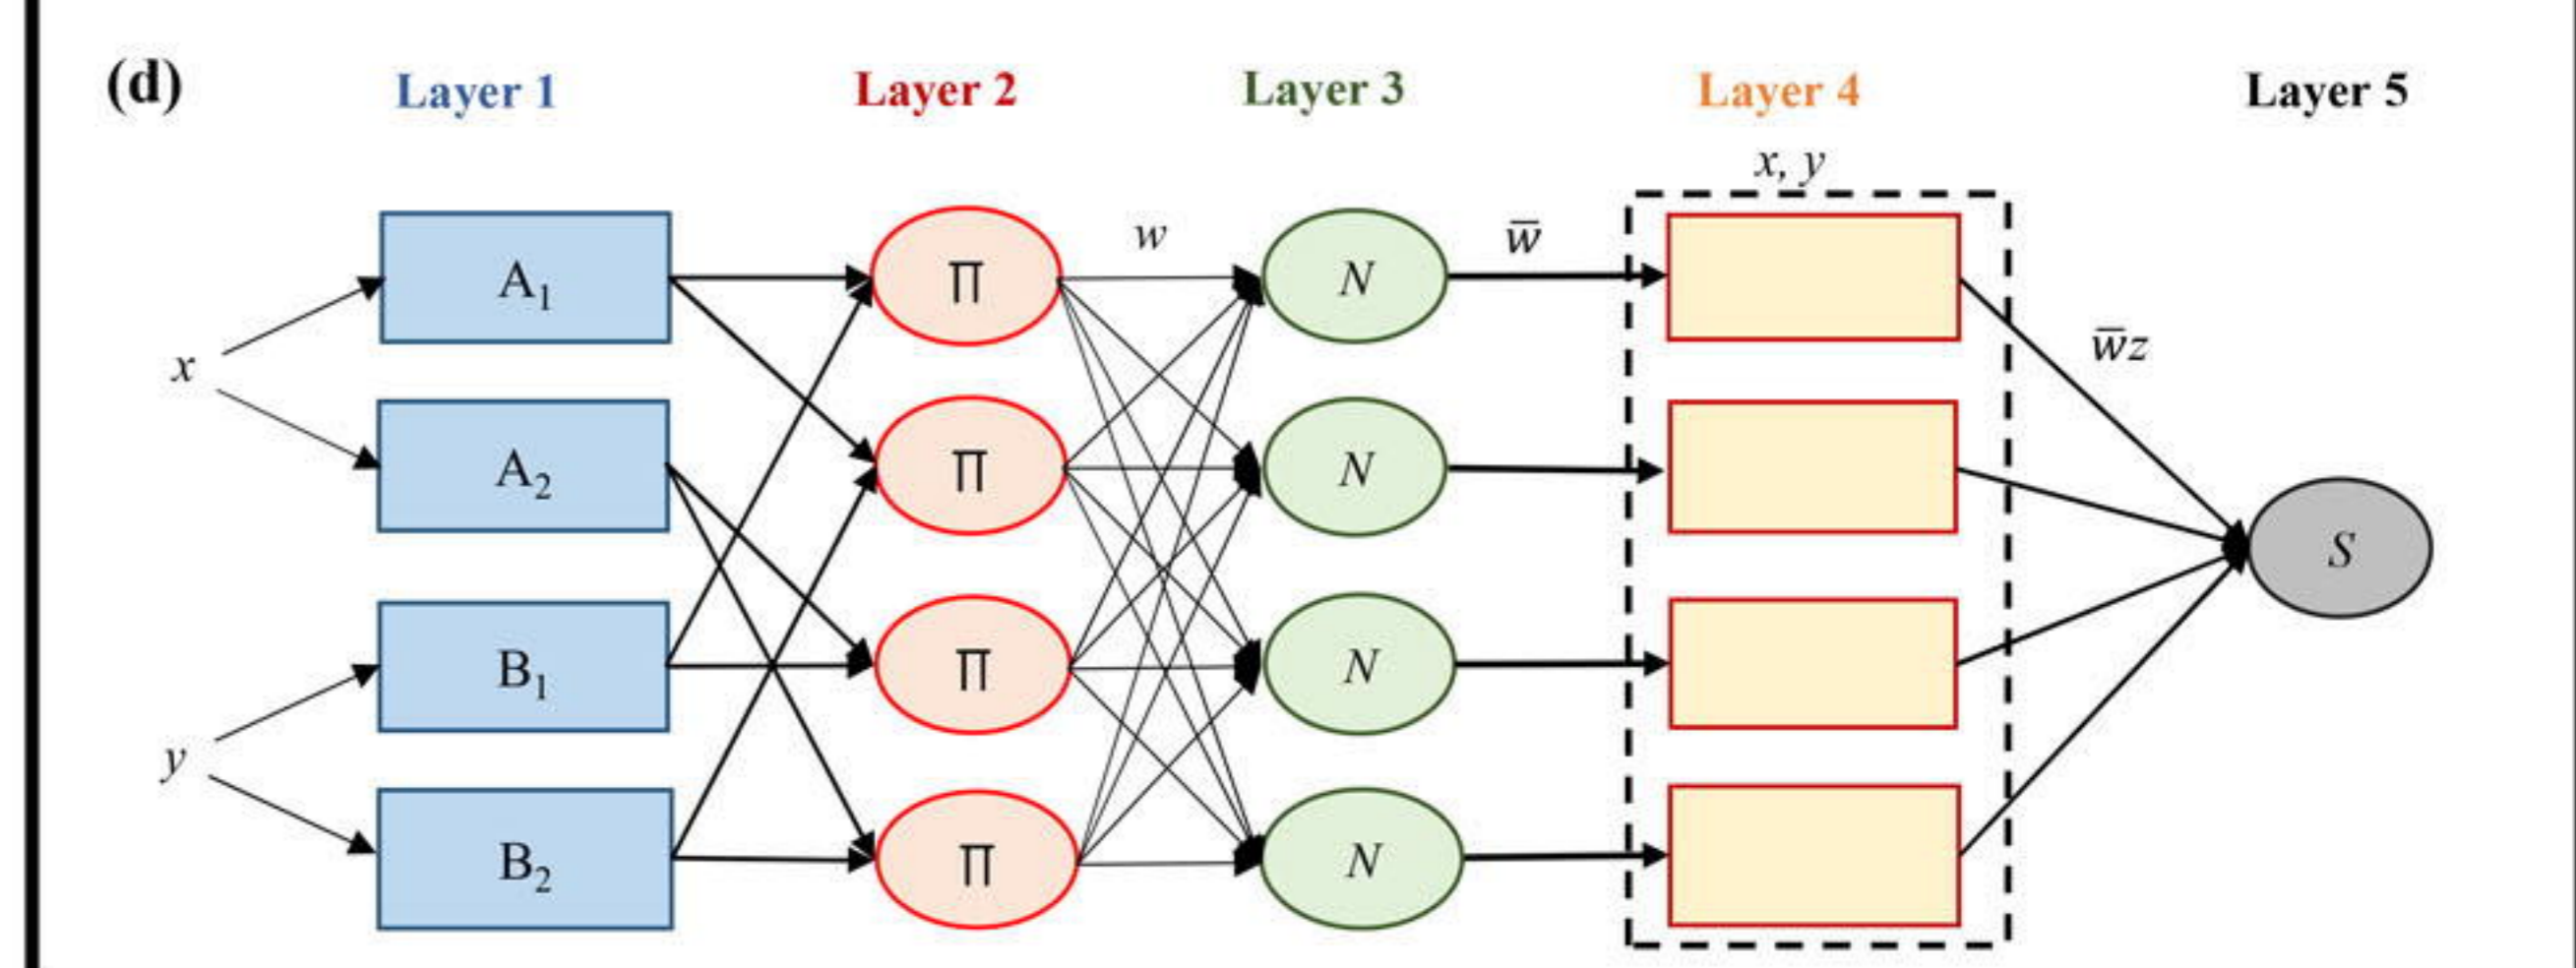 (d) Layer 1 Layer 2 Layer 3 Layer 4 Layer 5
x, y
w w̅
A₁ Π N
w̅z
x
A₂ Π N
S
B₁ Π N
y
B₂ Π N